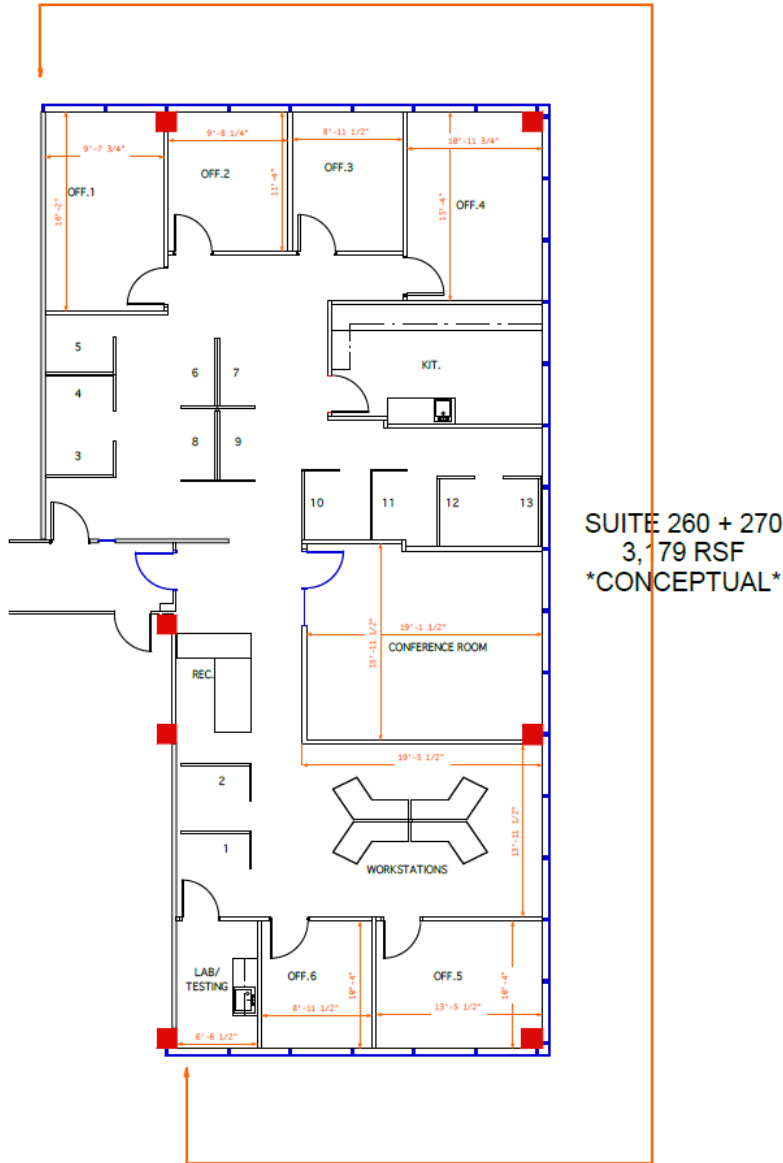 9'-7 3/4"
9'-8 1/4"
8'-11 1/2"
10'-11 3/4"
OFF.1
OFF.2
OFF.3
OFF.4
16'-2"
11'-4"
15'-4"
5
4
3
6
7
8
9
KIT.
10
11
12
13
SUITE 260 + 270
3,179 RSF
*CONCEPTUAL*
19'-1 1/2"
15'-11 1/2"
CONFERENCE ROOM
REC.
19'-5 1/2"
13'-11 1/2"
2
1
WORKSTATIONS
LAB/
TESTING
OFF.6
OFF.5
10'-4"
10'-4"
6'-6 1/2"
8'-11 1/2"
13'-5 1/2"